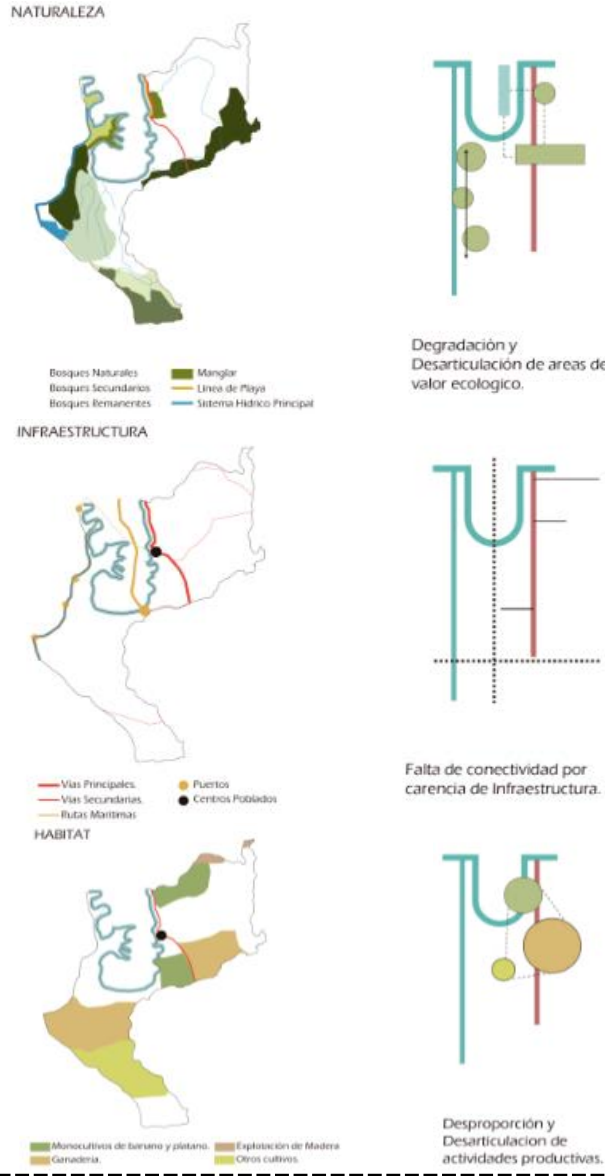 NATURALEZA
Bosques Naturales
Bosques Secundarios
Bosques Remanentes
Manglar
Linea de Playa
Sistema Hidrico Principal
Degradación y
Desarticulación de areas de
valor ecologico.
INFRAESTRUCTURA
Vias Principales.
Vias Secundarias.
Rutas Maritimas
Puertos
Centros Poblados
Falta de conectividad por
carencia de Infraestructura.
HABITAT
Monocultivos de banano y platano.
Ganaderia.
Explotación de Madera
Otros cultivos.
Desproporción y
Desarticulacion de
actividades productivas.